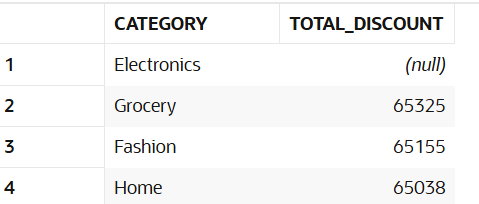 CATEGORY TOTAL_DISCOUNT
1 Electronics (null)
2 Grocery 65325
3 Fashion 65155
4 Home 65038